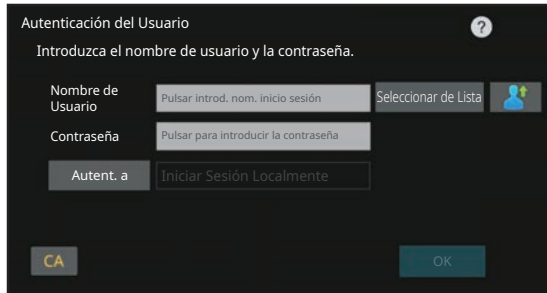 Autenticación del Usuario
?
Introduzca el nombre de usuario y la contraseña.
Nombre de
Usuario
Pulsar introd. nom. inicio sesión
Seleccionar de Lista
Contraseña
Pulsar para introducir la contraseña
Autent. a
Iniciar Sesión Localmente
CA
OK